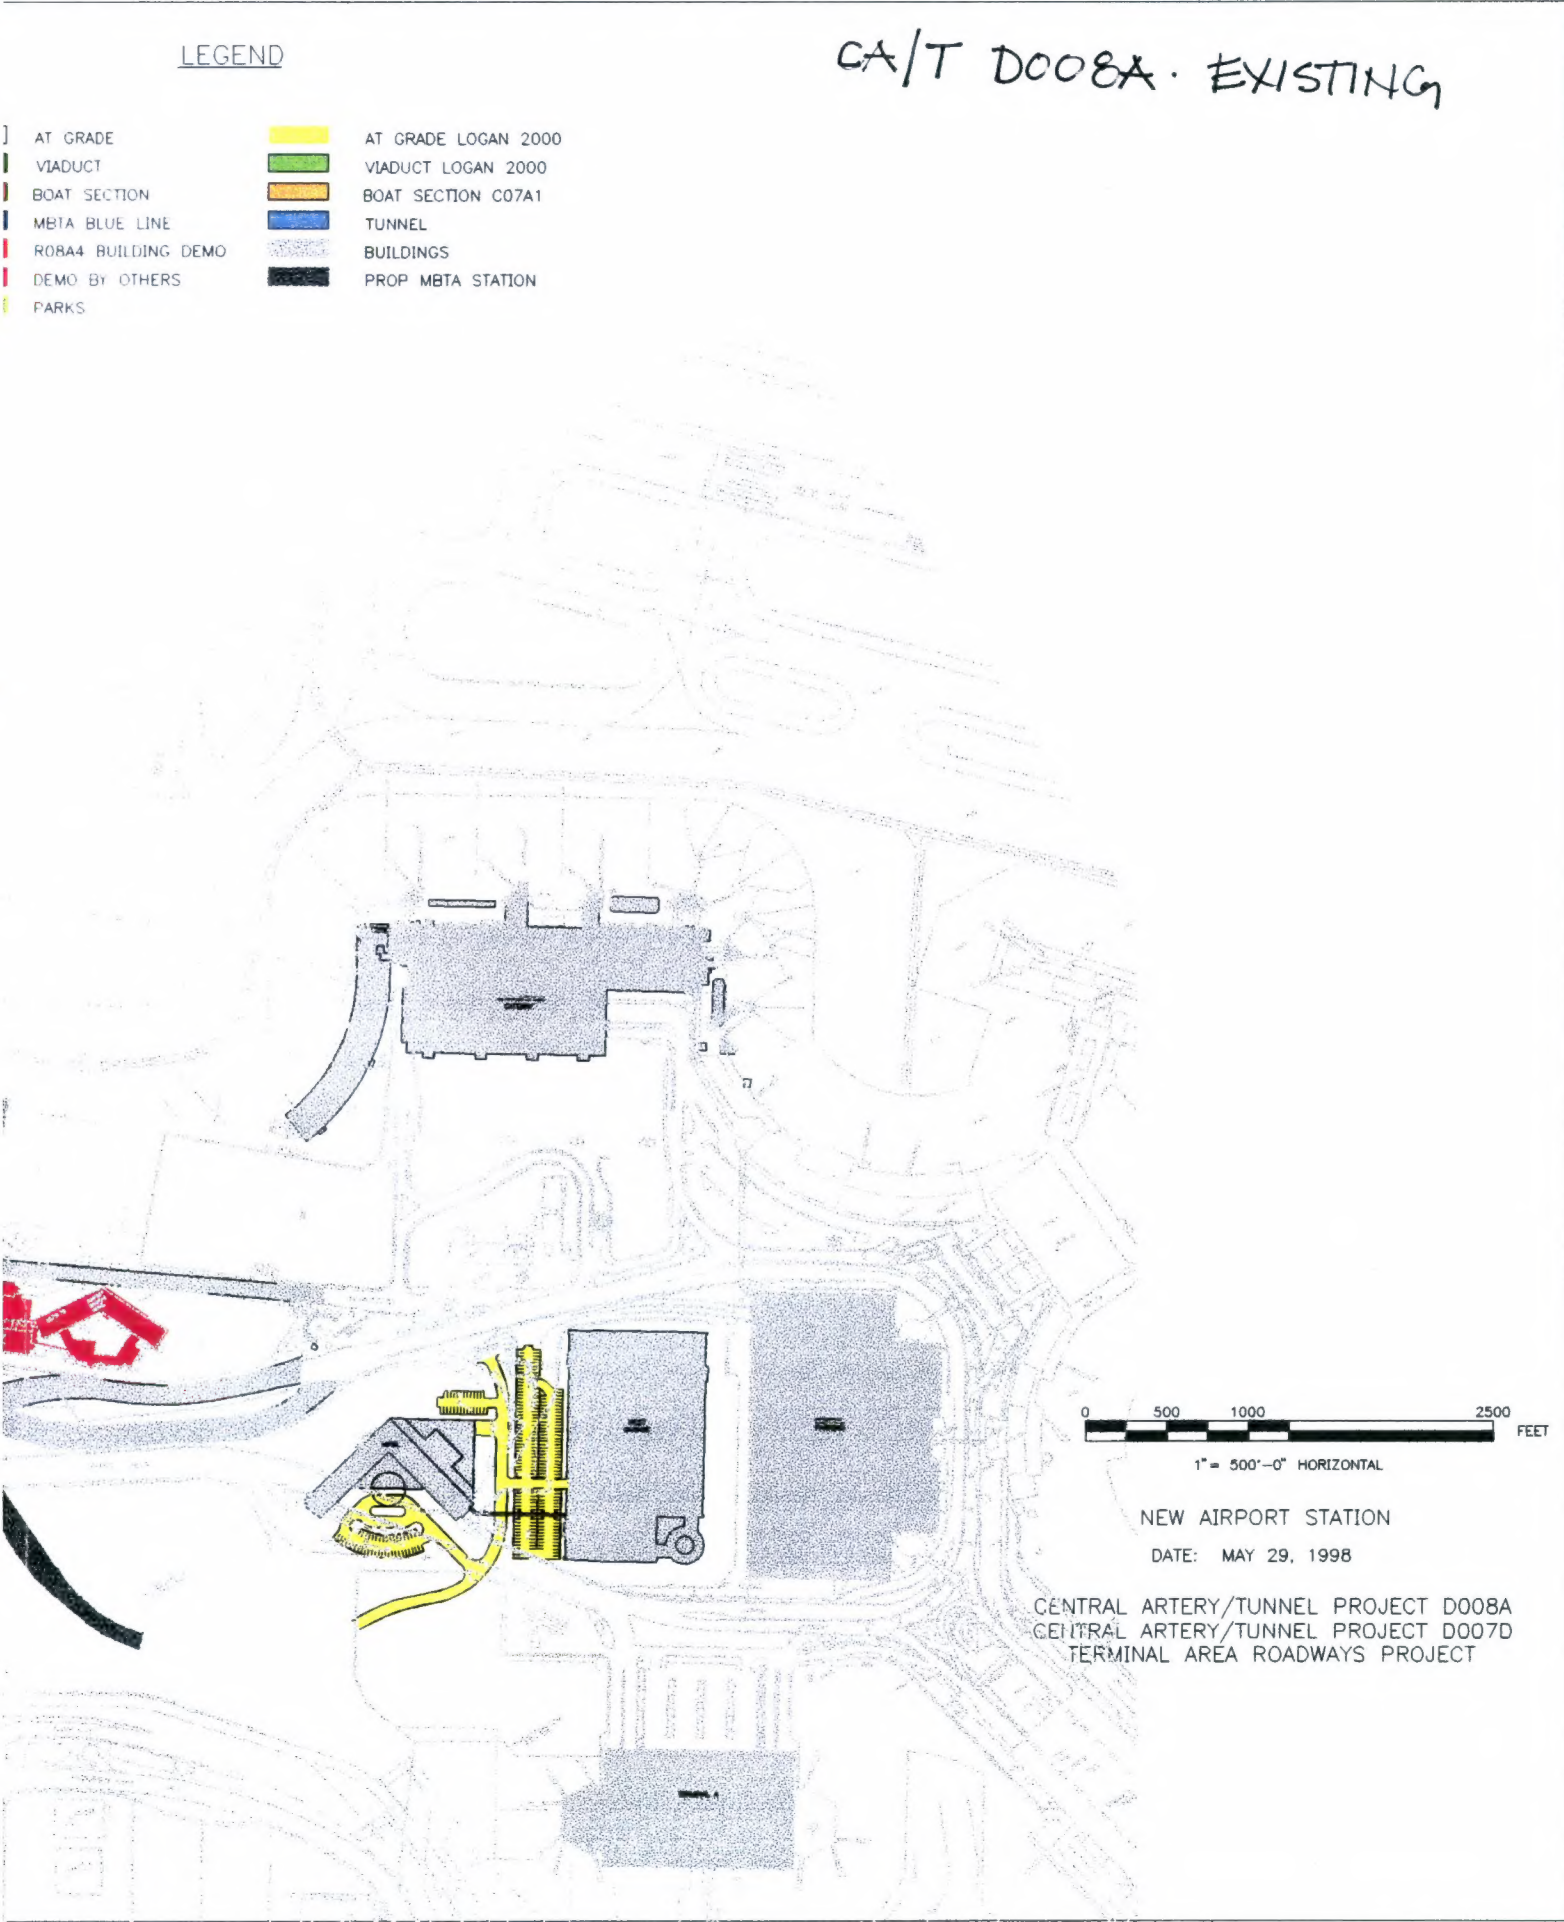 LEGEND
CA/T D008A. EXISTING
AT GRADE
VIADUCT
BOAT SECTION
MBTA BLUE LINE
R08A4 BUILDING DEMO
DEMO BY OTHERS
PARKS
AT GRADE LOGAN 2000
VIADUCT LOGAN 2000
BOAT SECTION C07A1
TUNNEL
BUILDINGS
PROP MBTA STATION
0 500 1000 2500
FEET
1"= 500'-0" HORIZONTAL
NEW AIRPORT STATION
DATE: MAY 29, 1998
CENTRAL ARTERY/TUNNEL PROJECT D008A
CENTRAL ARTERY/TUNNEL PROJECT D007D
TERMINAL AREA ROADWAYS PROJECT